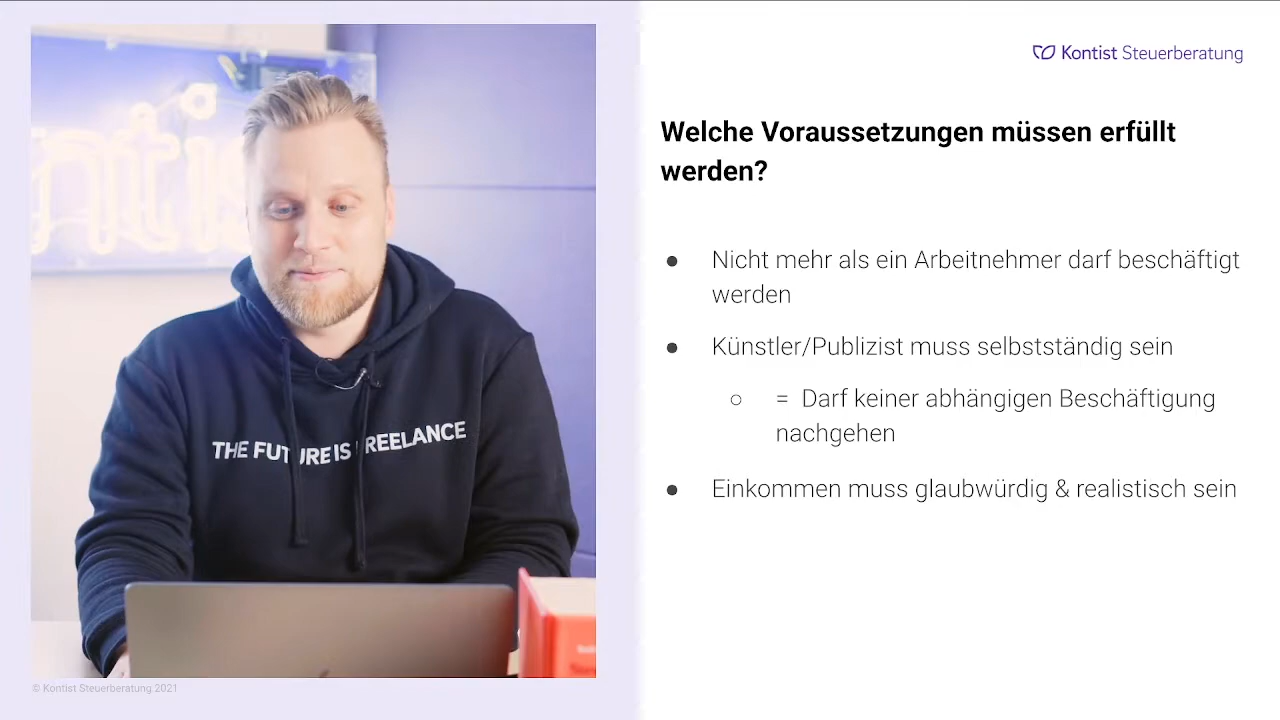 Kontist Steuerberatung
Welche Voraussetzungen müssen erfüllt
werden?
● Nicht mehr als ein Arbeitnehmer darf beschäftigt
werden
● Künstler/Publizist muss selbstständig sein
○ = Darf keiner abhängigen Beschäftigung
nachgehen
● Einkommen muss glaubwürdig & realistisch sein
THE FUTURE IS FREELANCE
© Kontist Steuerberatung 2021